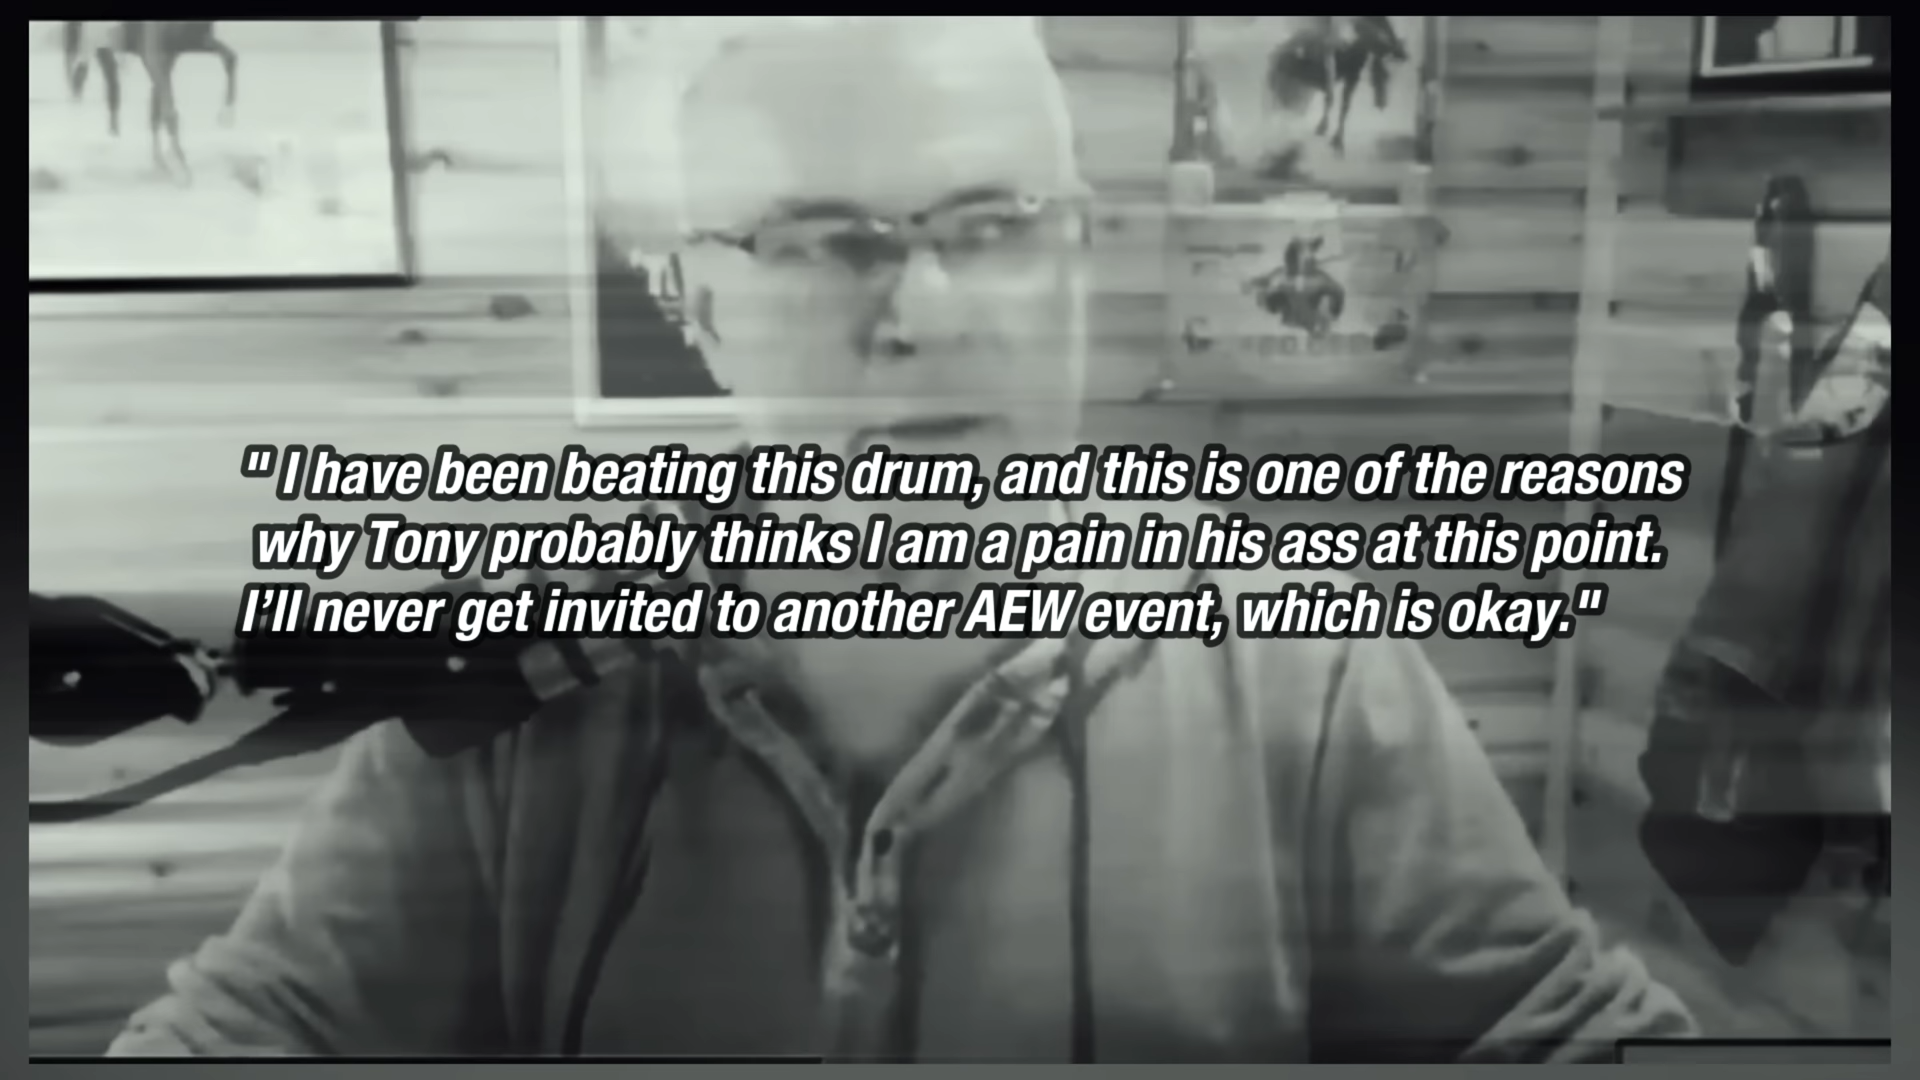 " I have been beating this drum, and this is one of the reasons
why Tony probably thinks I am a pain in his ass at this point.
I’ll never get invited to another AEW event, which is okay."